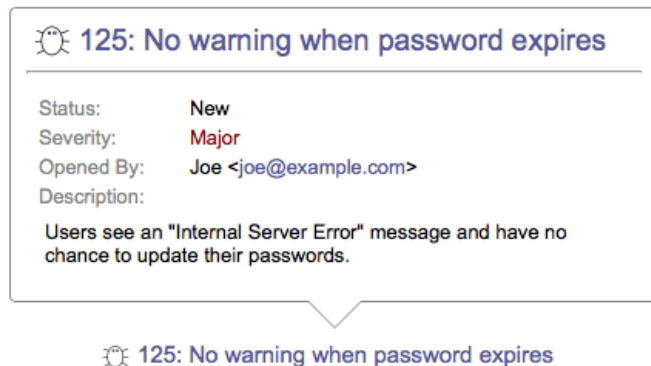 125: No warning when password expires
Status: New
Severity: Major
Opened By: Joe <joe@example.com>
Description:
Users see an "Internal Server Error" message and have no
chance to update their passwords.
125: No warning when password expires